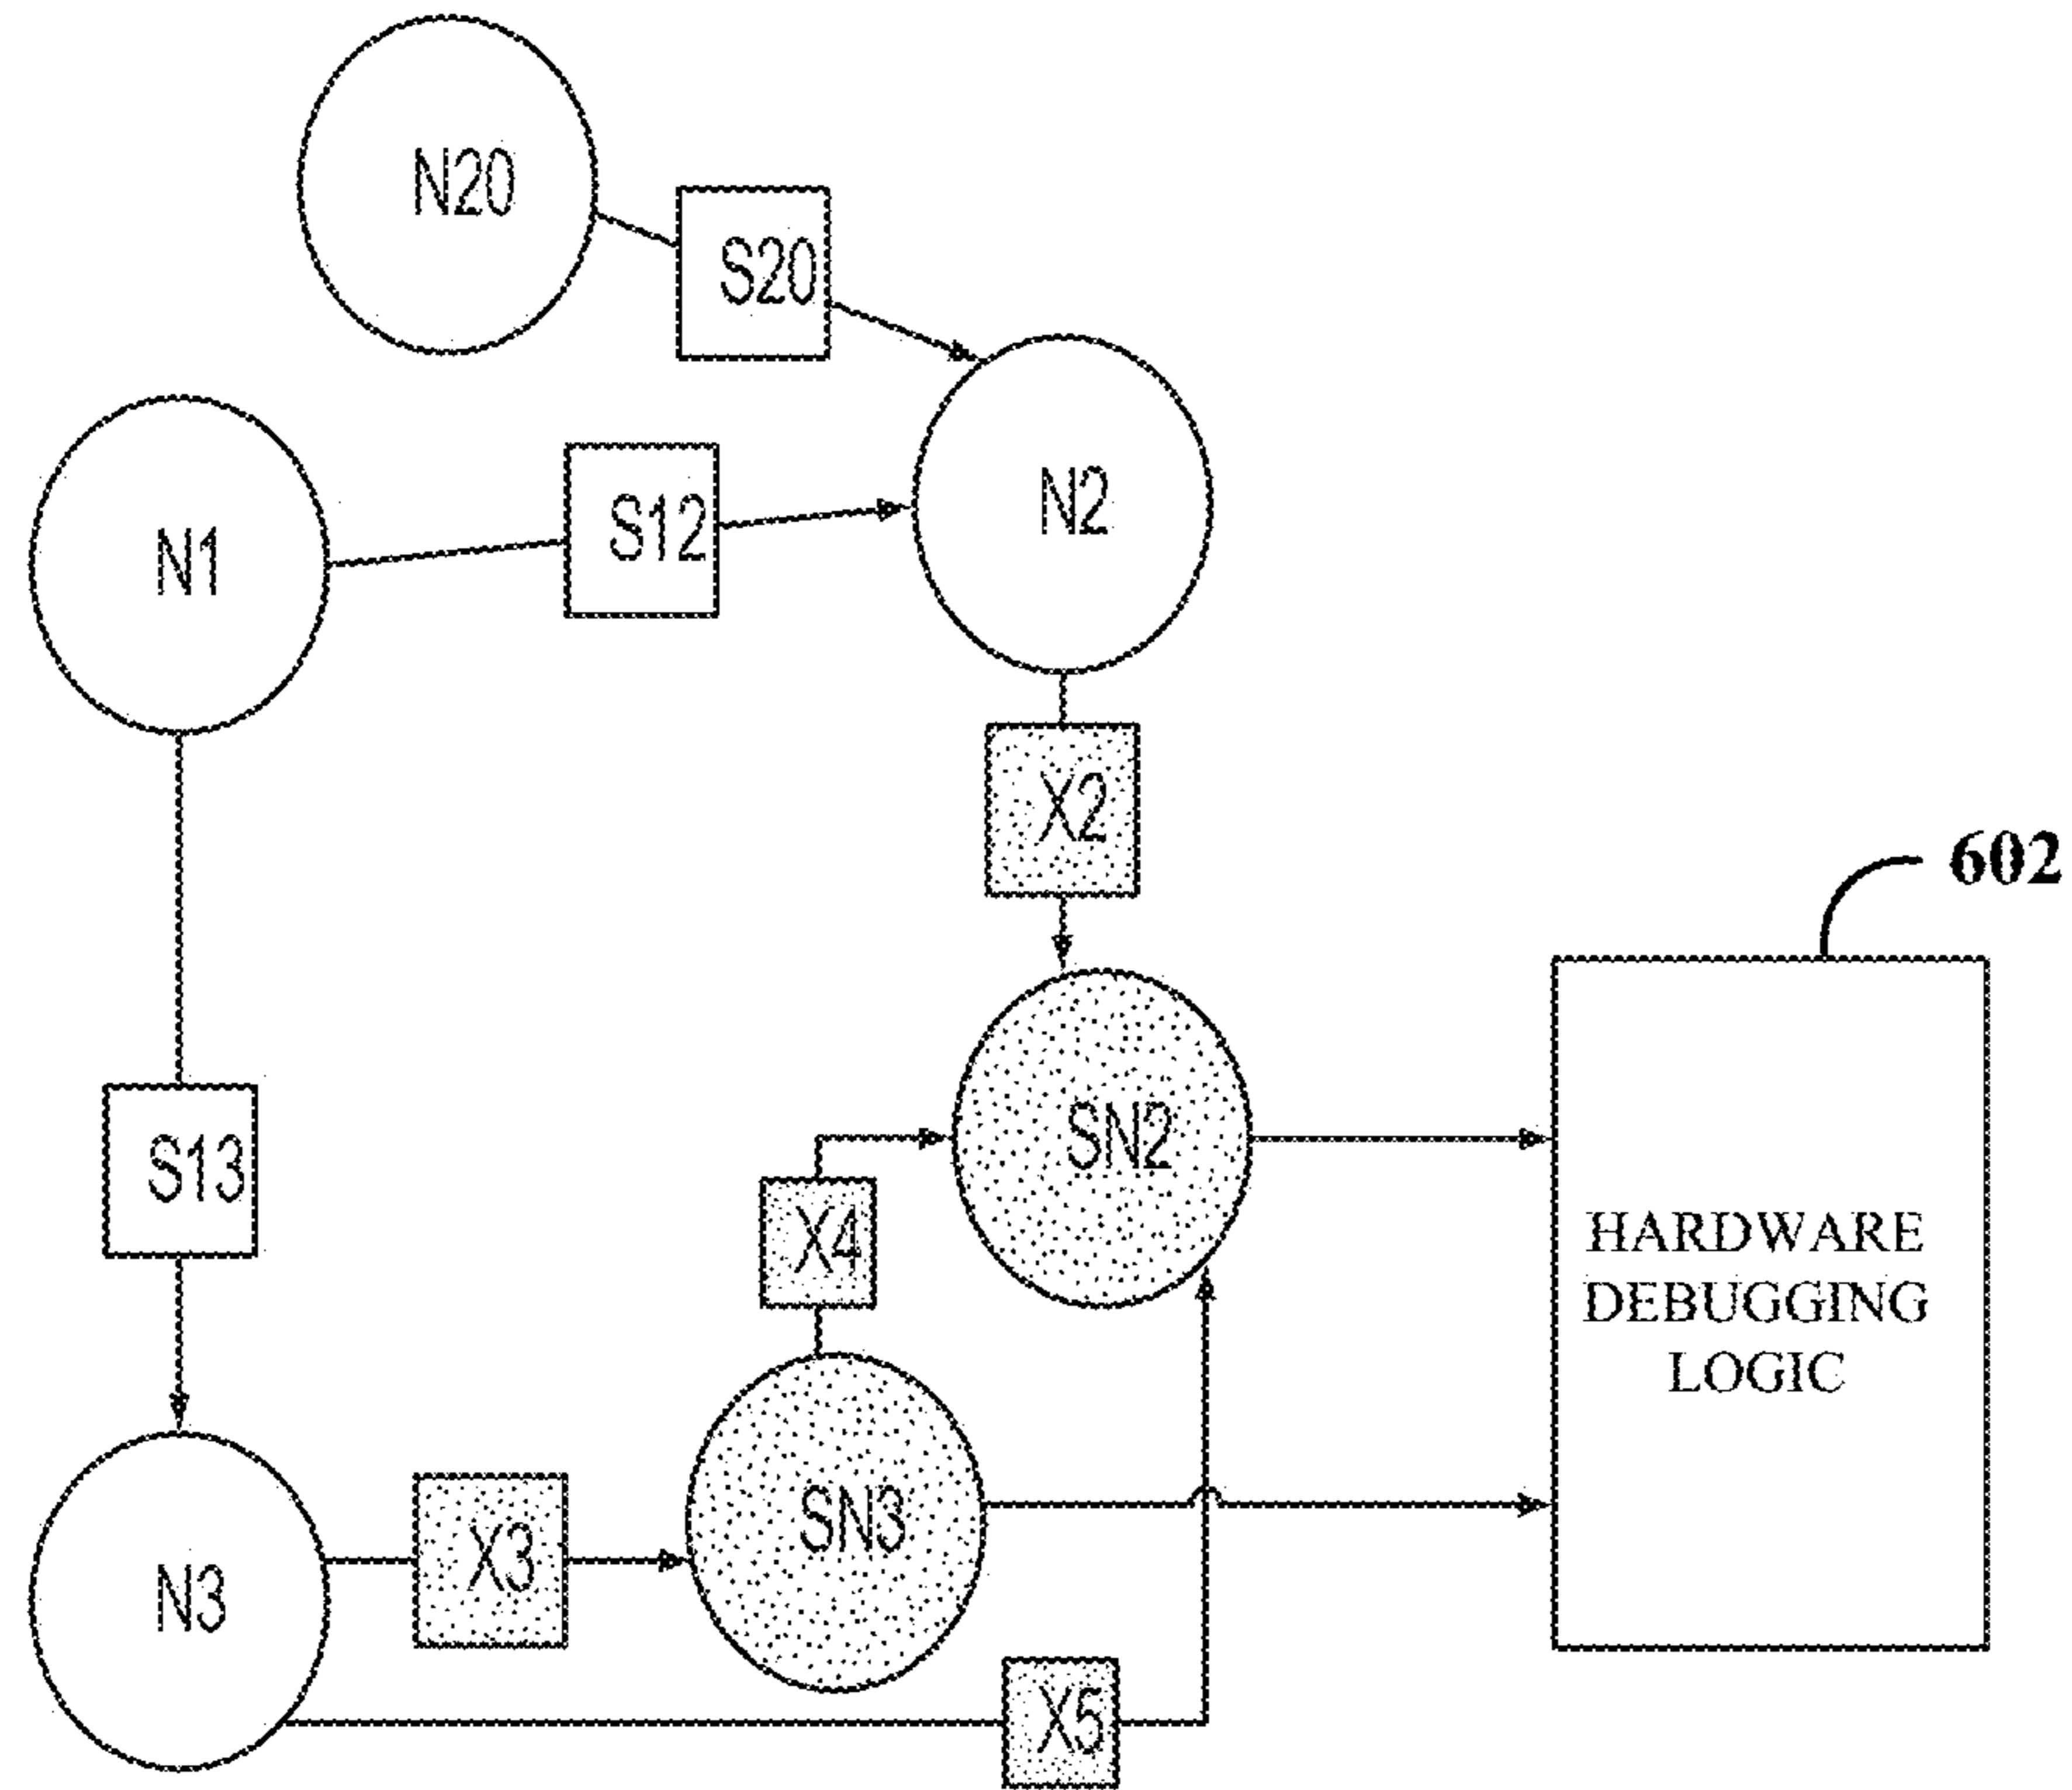 N20
S20
N2
S12
N1
X2
602
SN2
S13
X4
HARDWARE
DEBUGGING
LOGIC
SN3
X3
N3
X5